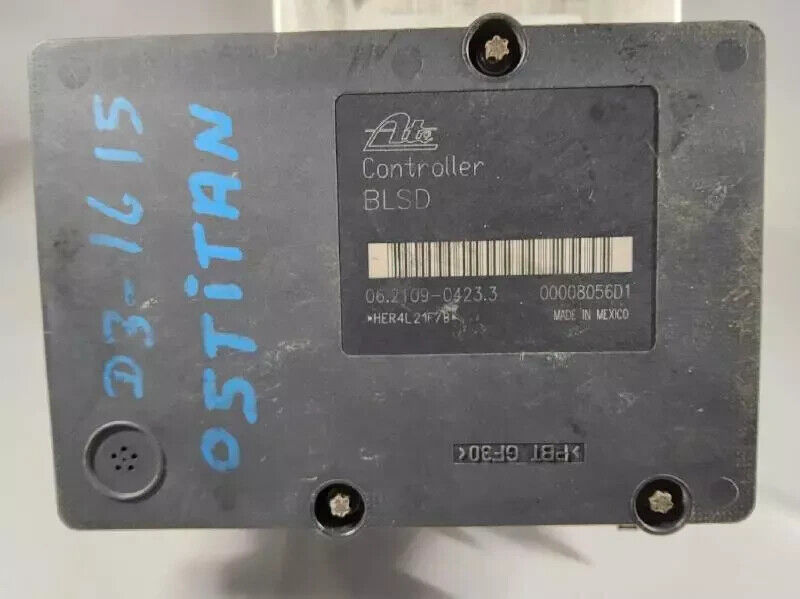 Ate
Controller
BLSD
06.2109-0423.3 00008056D1
*HER4L21F7B* MADE IN MEXICO
>PBT GF30<
D3-1615
05TiTAN